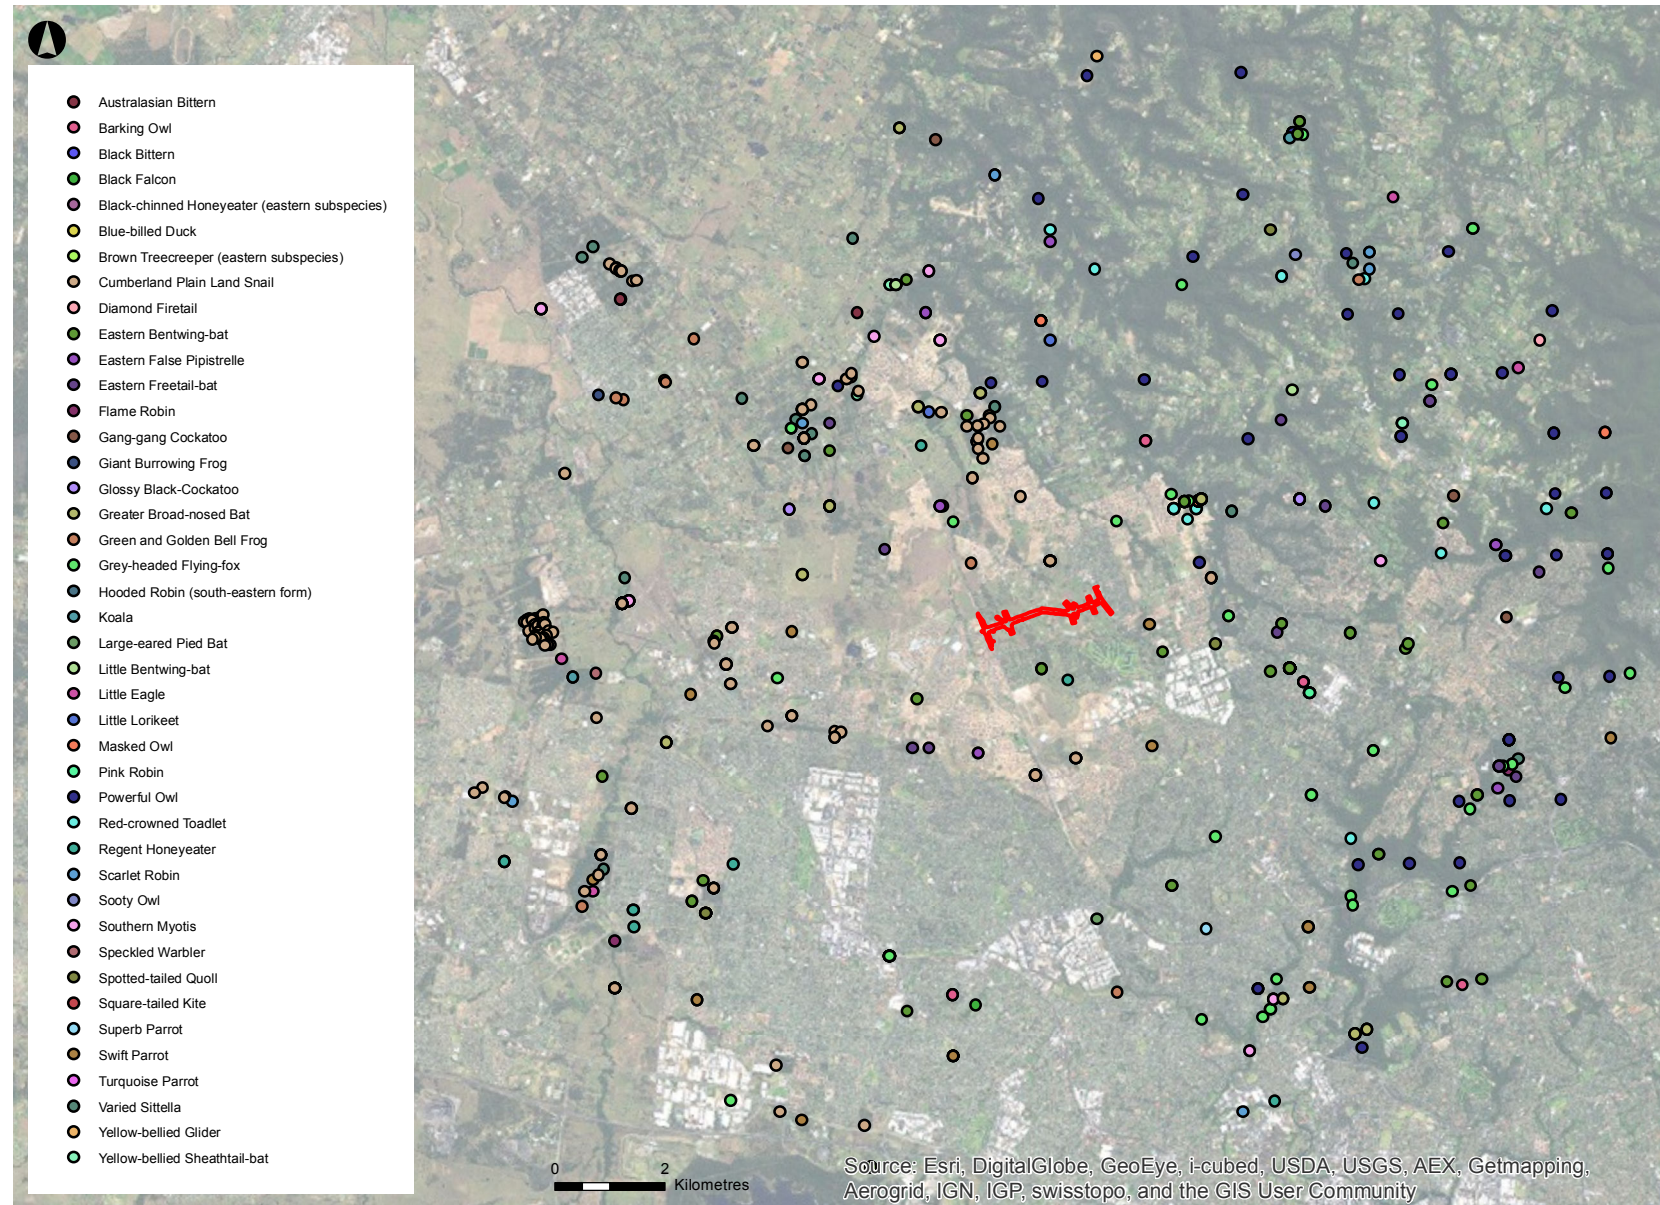 Australasian Bittern
Barking Owl
Black Bittern
Black Falcon
Black-chinned Honeyeater (eastern subspecies)
Blue-billed Duck
Brown Treecreeper (eastern subspecies)
Cumberland Plain Land Snail
Diamond Firetail
Eastern Bentwing-bat
Eastern False Pipistrelle
Eastern Freetail-bat
Flame Robin
Gang-gang Cockatoo
Giant Burrowing Frog
Glossy Black-Cockatoo
Greater Broad-nosed Bat
Green and Golden Bell Frog
Grey-headed Flying-fox
Hooded Robin (south-eastern form)
Koala
Large-eared Pied Bat
Little Bentwing-bat
Little Eagle
Little Lorikeet
Masked Owl
Pink Robin
Powerful Owl
Red-crowned Toadlet
Regent Honeyeater
Scarlet Robin
Sooty Owl
Southern Myotis
Speckled Warbler
Spotted-tailed Quoll
Square-tailed Kite
Superb Parrot
Swift Parrot
Turquoise Parrot
Varied Sittella
Yellow-bellied Glider
Yellow-bellied Sheathtail-bat
0 2
Kilometres
Source: Esri, DigitalGlobe, GeoEye, i-cubed, USDA, USGS, AEX, Getmapping,
Aerogrid, IGN, IGP, swisstopo, and the GIS User Community